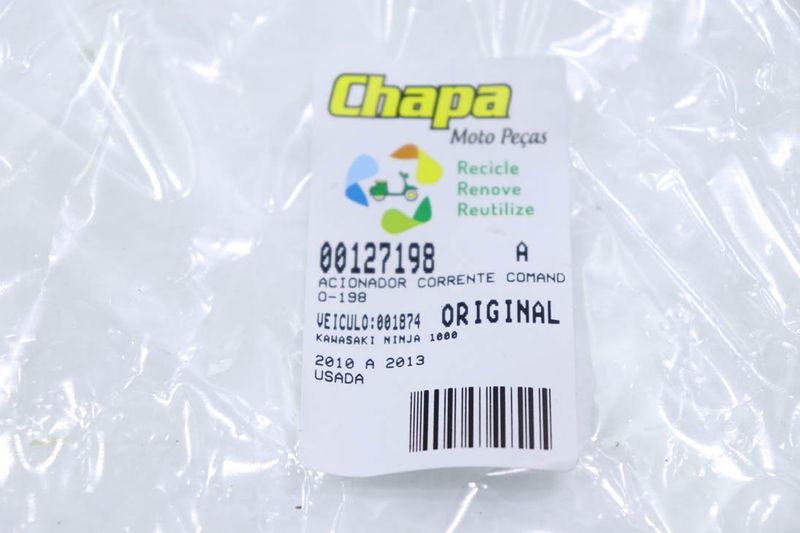 Chapa
Moto Peças
Recicle
Renove
Reutilize
00127198 A
ACIONADOR CORRENTE COMAND
O-198
VEICULO:001874 ORIGINAL
KAWASAKI NINJA 1000
2010 A 2013
USADA